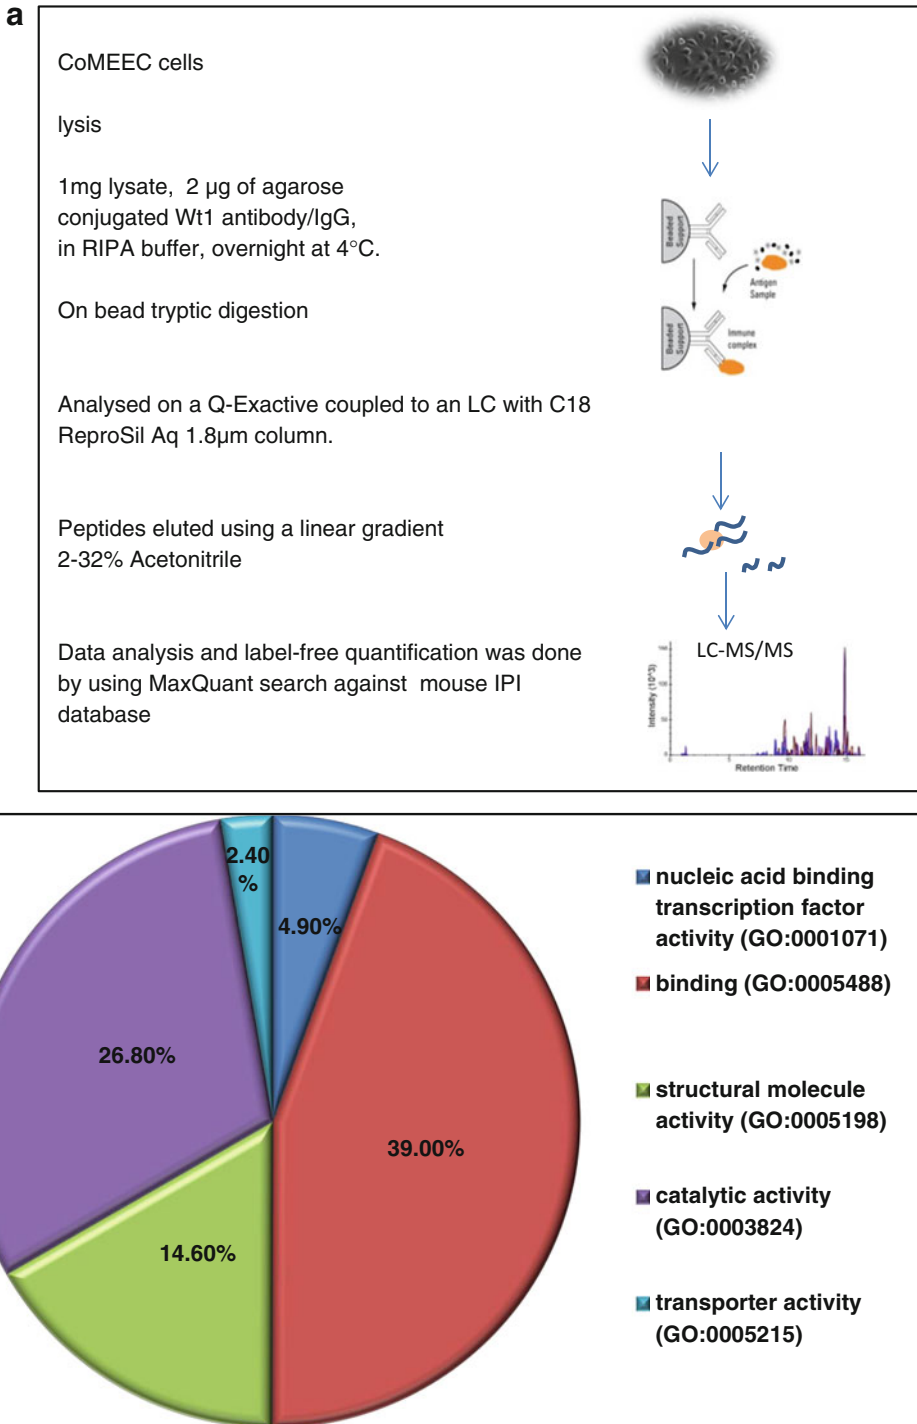 a
CoMEEC cells
lysis
1mg lysate, 2 µg of agarose
conjugated Wt1 antibody/IgG,
in RIPA buffer, overnight at 4°C.
On bead tryptic digestion
Analysed on a Q-Exactive coupled to an LC with C18
ReproSil Aq 1.8µm column.
Peptides eluted using a linear gradient
2-32% Acetonitrile
Data analysis and label-free quantification was done
by using MaxQuant search against mouse IPI
database
Beaded
Support
Antigen
Sample
Beaded
Support
Immune
complex
LC-MS/MS
Intensity (10^3)
Retention Time
2.40
%
4.90%
26.80%
39.00%
14.60%
nucleic acid binding
transcription factor
activity (GO:0001071)
binding (GO:0005488)
structural molecule
activity (GO:0005198)
catalytic activity
(GO:0003824)
transporter activity
(GO:0005215)